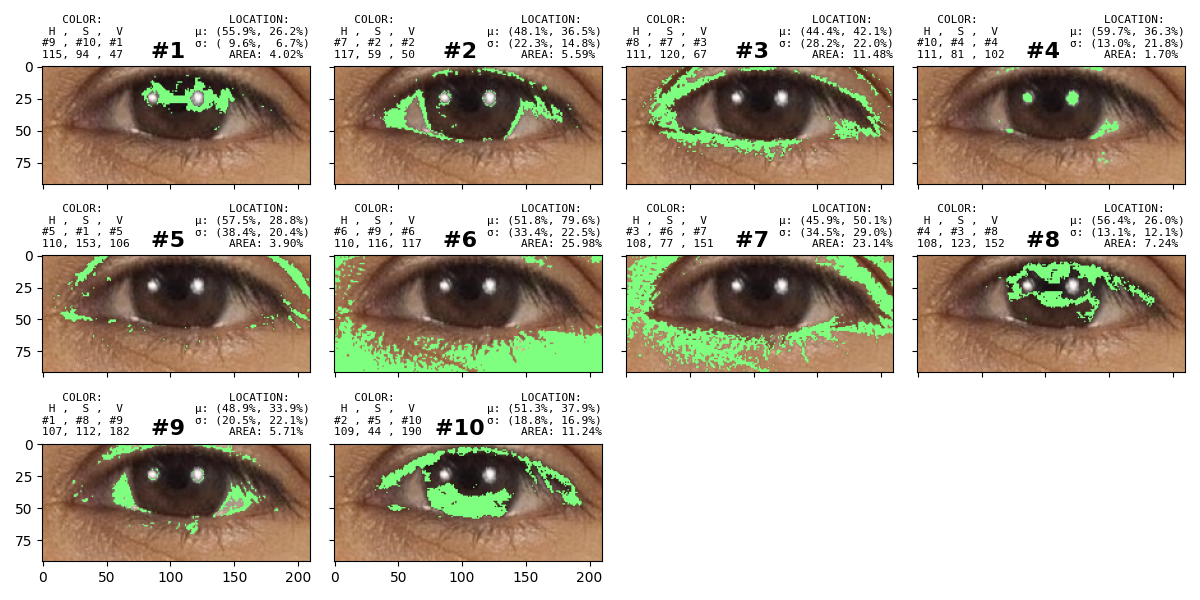 COLOR: LOCATION:
H , S , V μ: (55.9%, 26.2%)
#9 , #10, #1 σ: ( 9.6%, 6.7%)
115, 94 , 47 #1 AREA: 4.02%
COLOR: LOCATION:
H , S , V μ: (48.1%, 36.5%)
#7 , #2 , #2 σ: (22.3%, 14.8%)
117, 59 , 50 #2 AREA: 5.59%
COLOR: LOCATION:
H , S , V μ: (44.4%, 42.1%)
#8 , #7 , #3 σ: (28.2%, 22.0%)
111, 120, 67 #3 AREA: 11.48%
COLOR: LOCATION:
H , S , V μ: (59.7%, 36.3%)
#10, #4 , #4 σ: (13.0%, 21.8%)
111, 81 , 102 #4 AREA: 1.70%
0
25
50
75
COLOR: LOCATION:
H , S , V μ: (57.5%, 28.8%)
#5 , #1 , #5 σ: (38.4%, 20.4%)
110, 153, 106 #5 AREA: 3.90%
COLOR: LOCATION:
H , S , V μ: (51.8%, 79.6%)
#6 , #9 , #6 σ: (33.4%, 22.5%)
110, 116, 117 #6 AREA: 25.98%
COLOR: LOCATION:
H , S , V μ: (45.9%, 50.1%)
#3 , #6 , #7 σ: (34.5%, 29.0%)
108, 77 , 151 #7 AREA: 23.14%
COLOR: LOCATION:
H , S , V μ: (56.4%, 26.0%)
#4 , #3 , #8 σ: (13.1%, 12.1%)
108, 123, 152 #8 AREA: 7.24%
0
25
50
75
COLOR: LOCATION:
H , S , V μ: (48.9%, 33.9%)
#1 , #8 , #9 σ: (20.5%, 22.1%)
107, 112, 182 #9 AREA: 5.71%
COLOR: LOCATION:
H , S , V μ: (51.3%, 37.9%)
#2 , #5 , #10 σ: (18.8%, 16.9%)
109, 44 , 190 #10 AREA: 11.24%
0
25
50
75
0 50 100 150 200
0 50 100 150 200